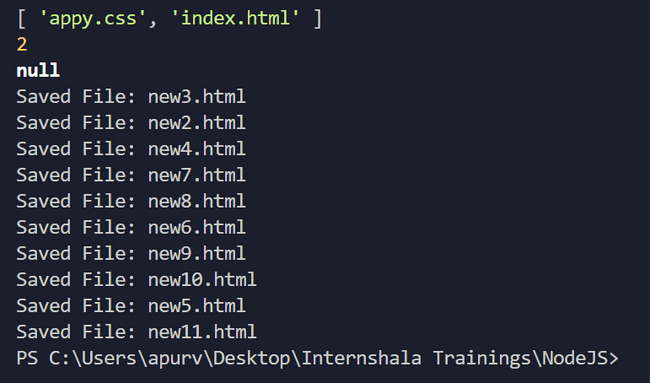 [ 'appy.css', 'index.html' ]
2
null
Saved File: new3.html
Saved File: new2.html
Saved File: new4.html
Saved File: new7.html
Saved File: new8.html
Saved File: new6.html
Saved File: new9.html
Saved File: new10.html
Saved File: new5.html
Saved File: new11.html
PS C:\Users\apurv\Desktop\Internshala Trainings\NodeJS>